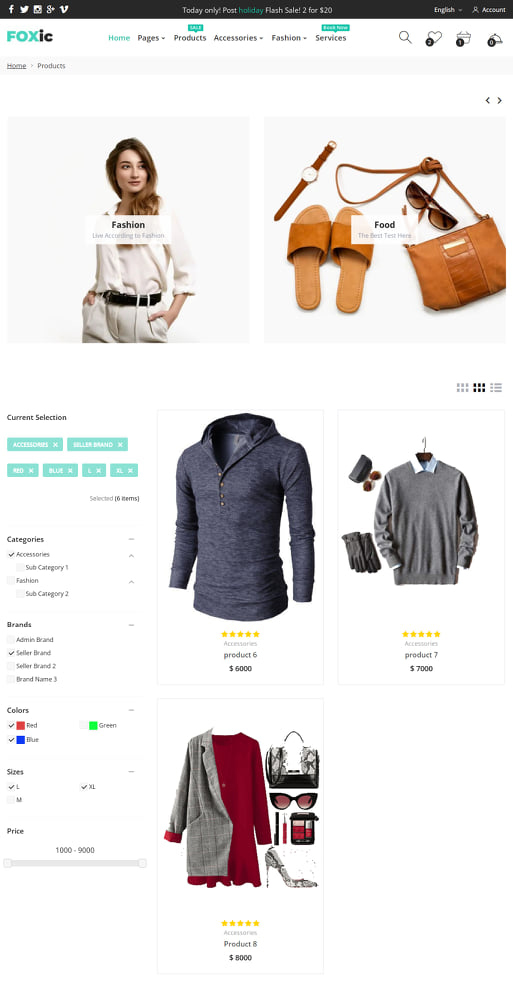 Today only! Post holiday Flash Sale! 2 for $20
English
Account
FOXic
Home
Pages
SALE
Products
Accessories
Fashion
Book Now
Services
2
1
0
Home > Products
Fashion
Live According to Fashion
Food
The Best Test Here
Current Selection
ACCESSORIES ×
SELLER BRAND ×
RED ×
BLUE ×
L ×
XL ×
Selected (6 items)
Categories
Accessories
Sub Category 1
Fashion
Sub Category 2
Brands
Admin Brand
Seller Brand
Seller Brand 2
Brand Name 3
Colors
Red
Green
Blue
Sizes
L
XL
M
Price
1000 - 9000
Accessories
product 6
$ 6000
Accessories
product 7
$ 7000
Accessories
Product 8
$ 8000